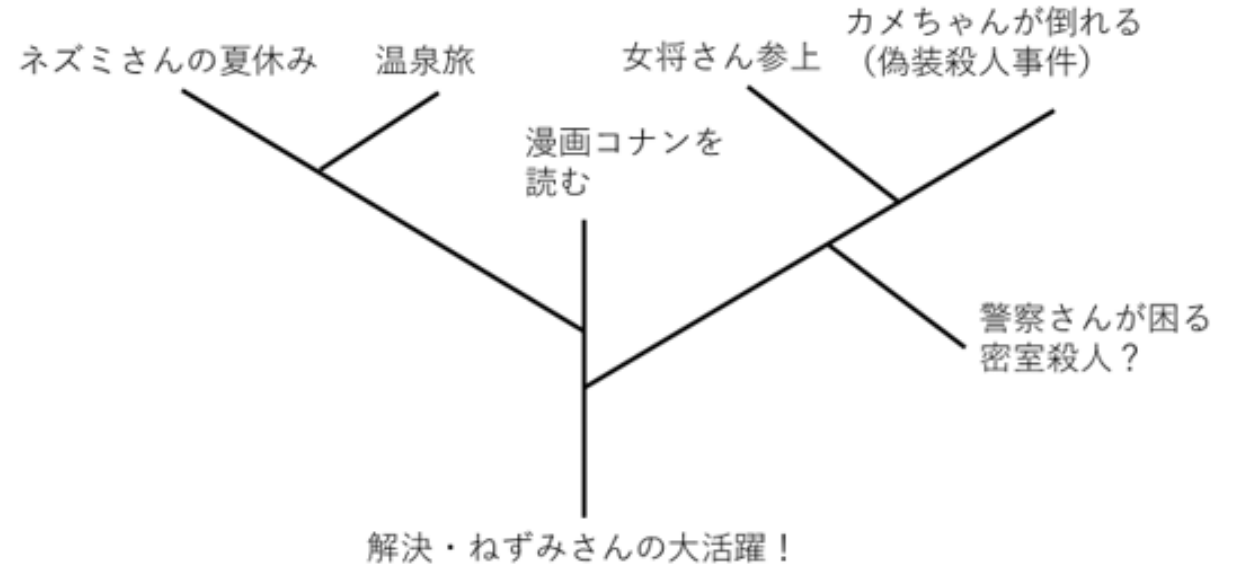 ネズミさんの夏休み
温泉旅
女将さん参上
カメちゃんが倒れる
（偽装殺人事件）
漫画コナンを
読む
警察さんが困る
密室殺人？
解決・ねずみさんの大活躍！